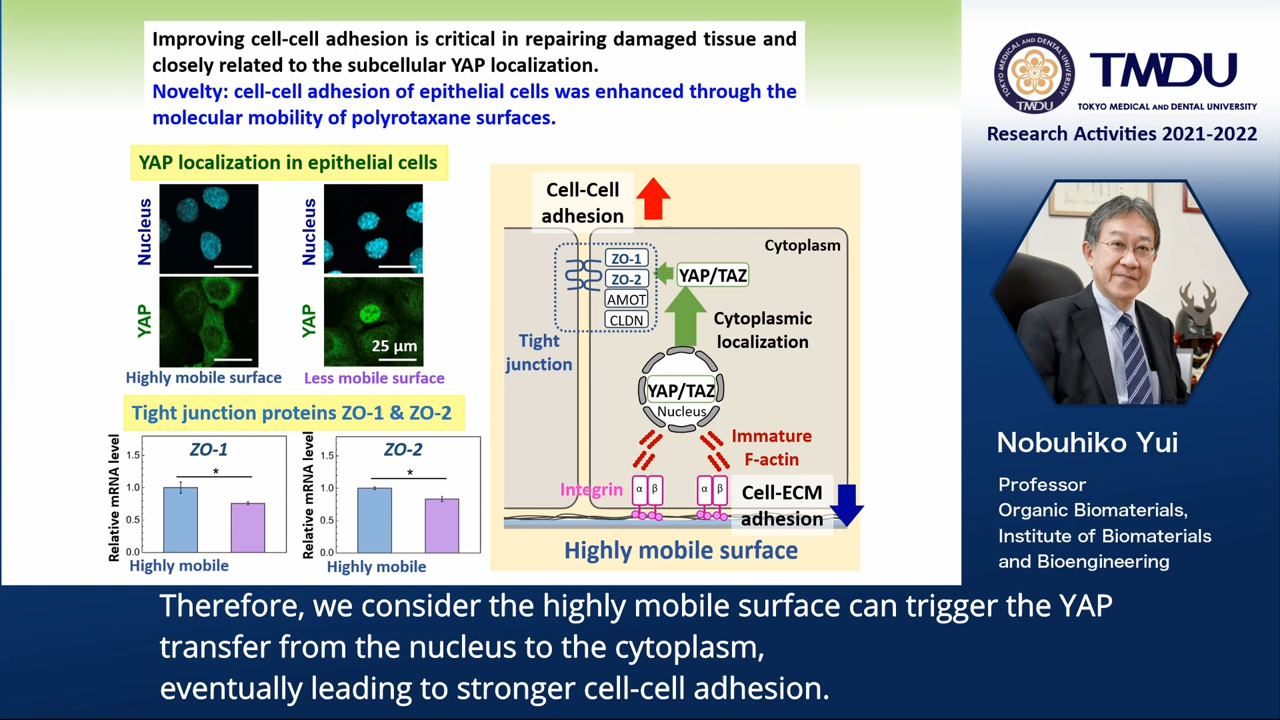 Improving cell-cell adhesion is critical in repairing damaged tissue and
closely related to the subcellular YAP localization.
Novelty: cell-cell adhesion of epithelial cells was enhanced through the
molecular mobility of polyrotaxane surfaces.
YAP localization in epithelial cells
Nucleus
Nucleus
YAP
YAP
25 µm
Highly mobile surface
Less mobile surface
Tight junction proteins ZO-1 & ZO-2
Relative mRNA level
ZO-1
*
1.5
1.0
0.5
0.0
Highly mobile
Relative mRNA level
ZO-2
*
1.5
1.0
0.5
0.0
Highly mobile
Cell-Cell
adhesion
Cytoplasm
ZO-1
ZO-2
AMOT
CLDN
YAP/TAZ
Tight
junction
Cytoplasmic
localization
YAP/TAZ
Nucleus
Immature
F-actin
Integrin
α β
α β
Cell-ECM
adhesion
Highly mobile surface
TOKYO MEDICAL AND DENTAL UNIVERSITY
TMDU
TMDU
TOKYO MEDICAL AND DENTAL UNIVERSITY
Research Activities 2021-2022
Nobuhiko Yui
Professor
Organic Biomaterials,
Institute of Biomaterials
and Bioengineering
Therefore, we consider the highly mobile surface can trigger the YAP
transfer from the nucleus to the cytoplasm,
eventually leading to stronger cell-cell adhesion.